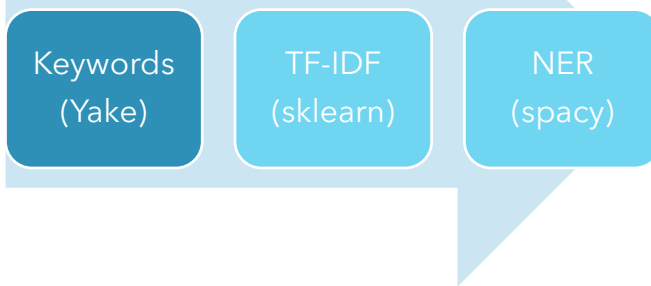 Keywords
(Yake)
TF-IDF
(sklearn)
NER
(spacy)